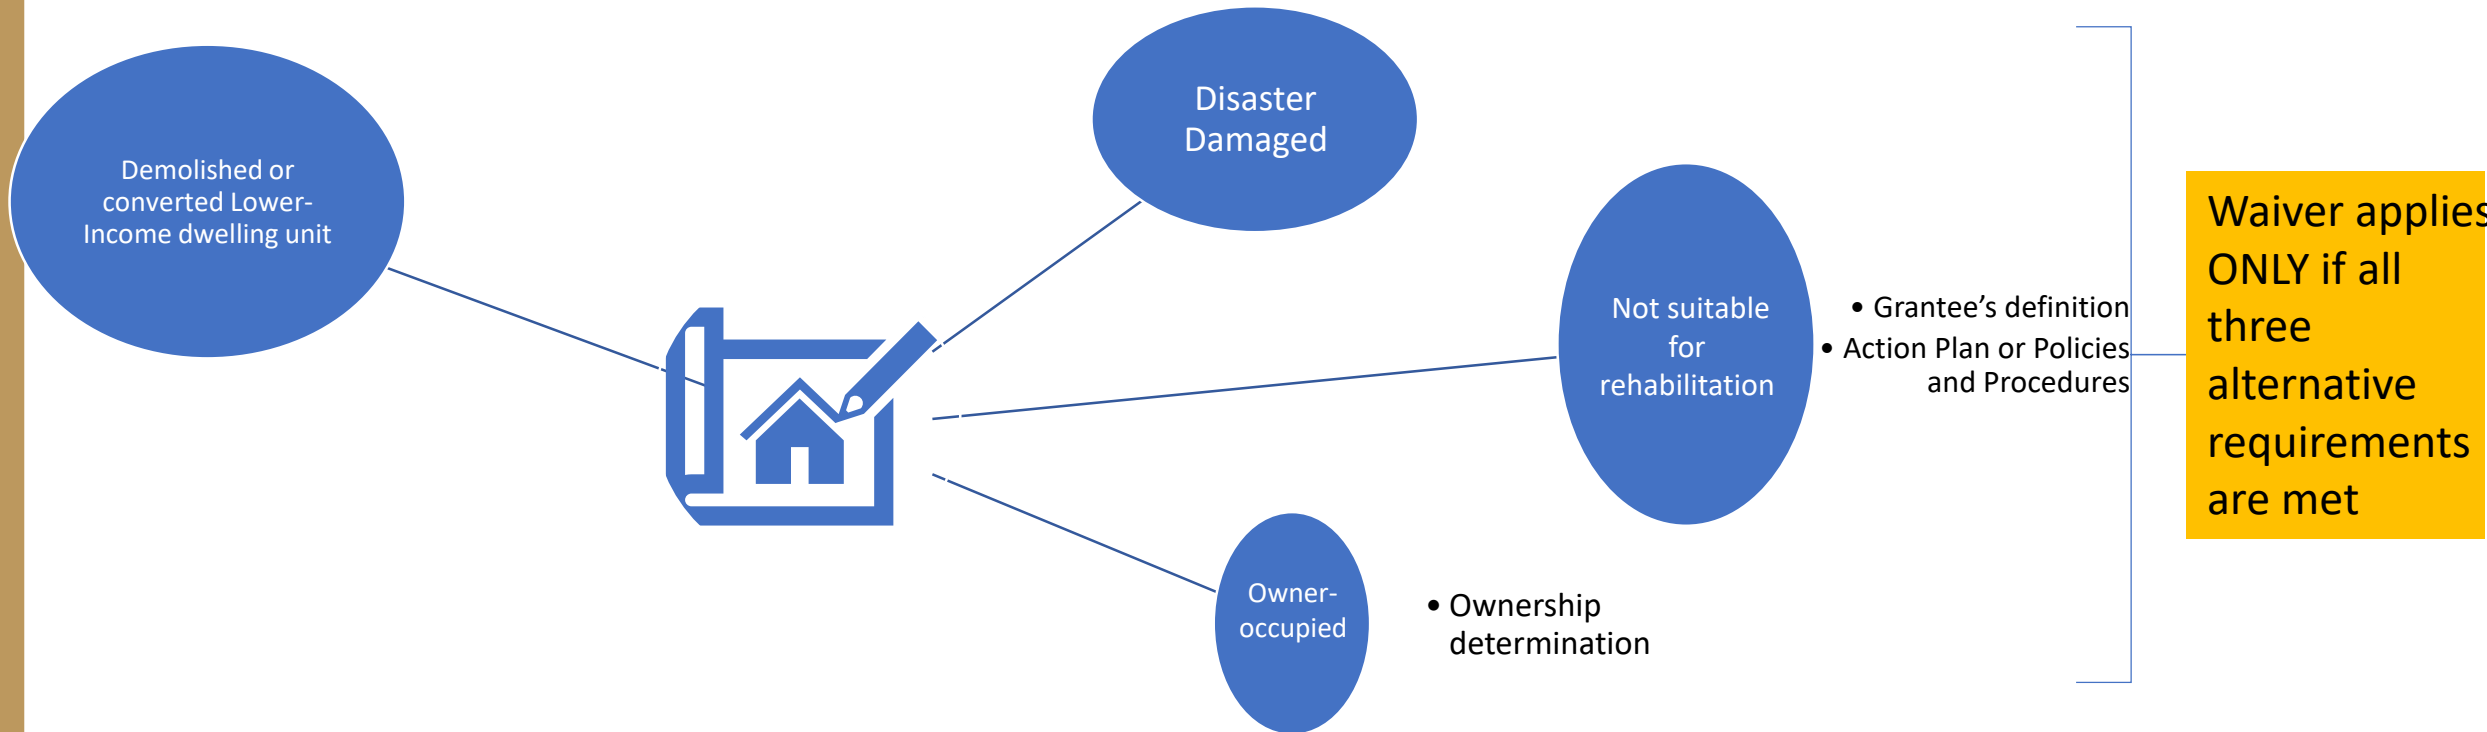 Demolished or
converted Lower-
Income dwelling unit
Disaster
Damaged
Not suitable
for
rehabilitation
• Grantee’s definition
• Action Plan or Policies
and Procedures
Owner-
occupied
• Ownership
determination
Waiver applies
ONLY if all
three
alternative
requirements
are met